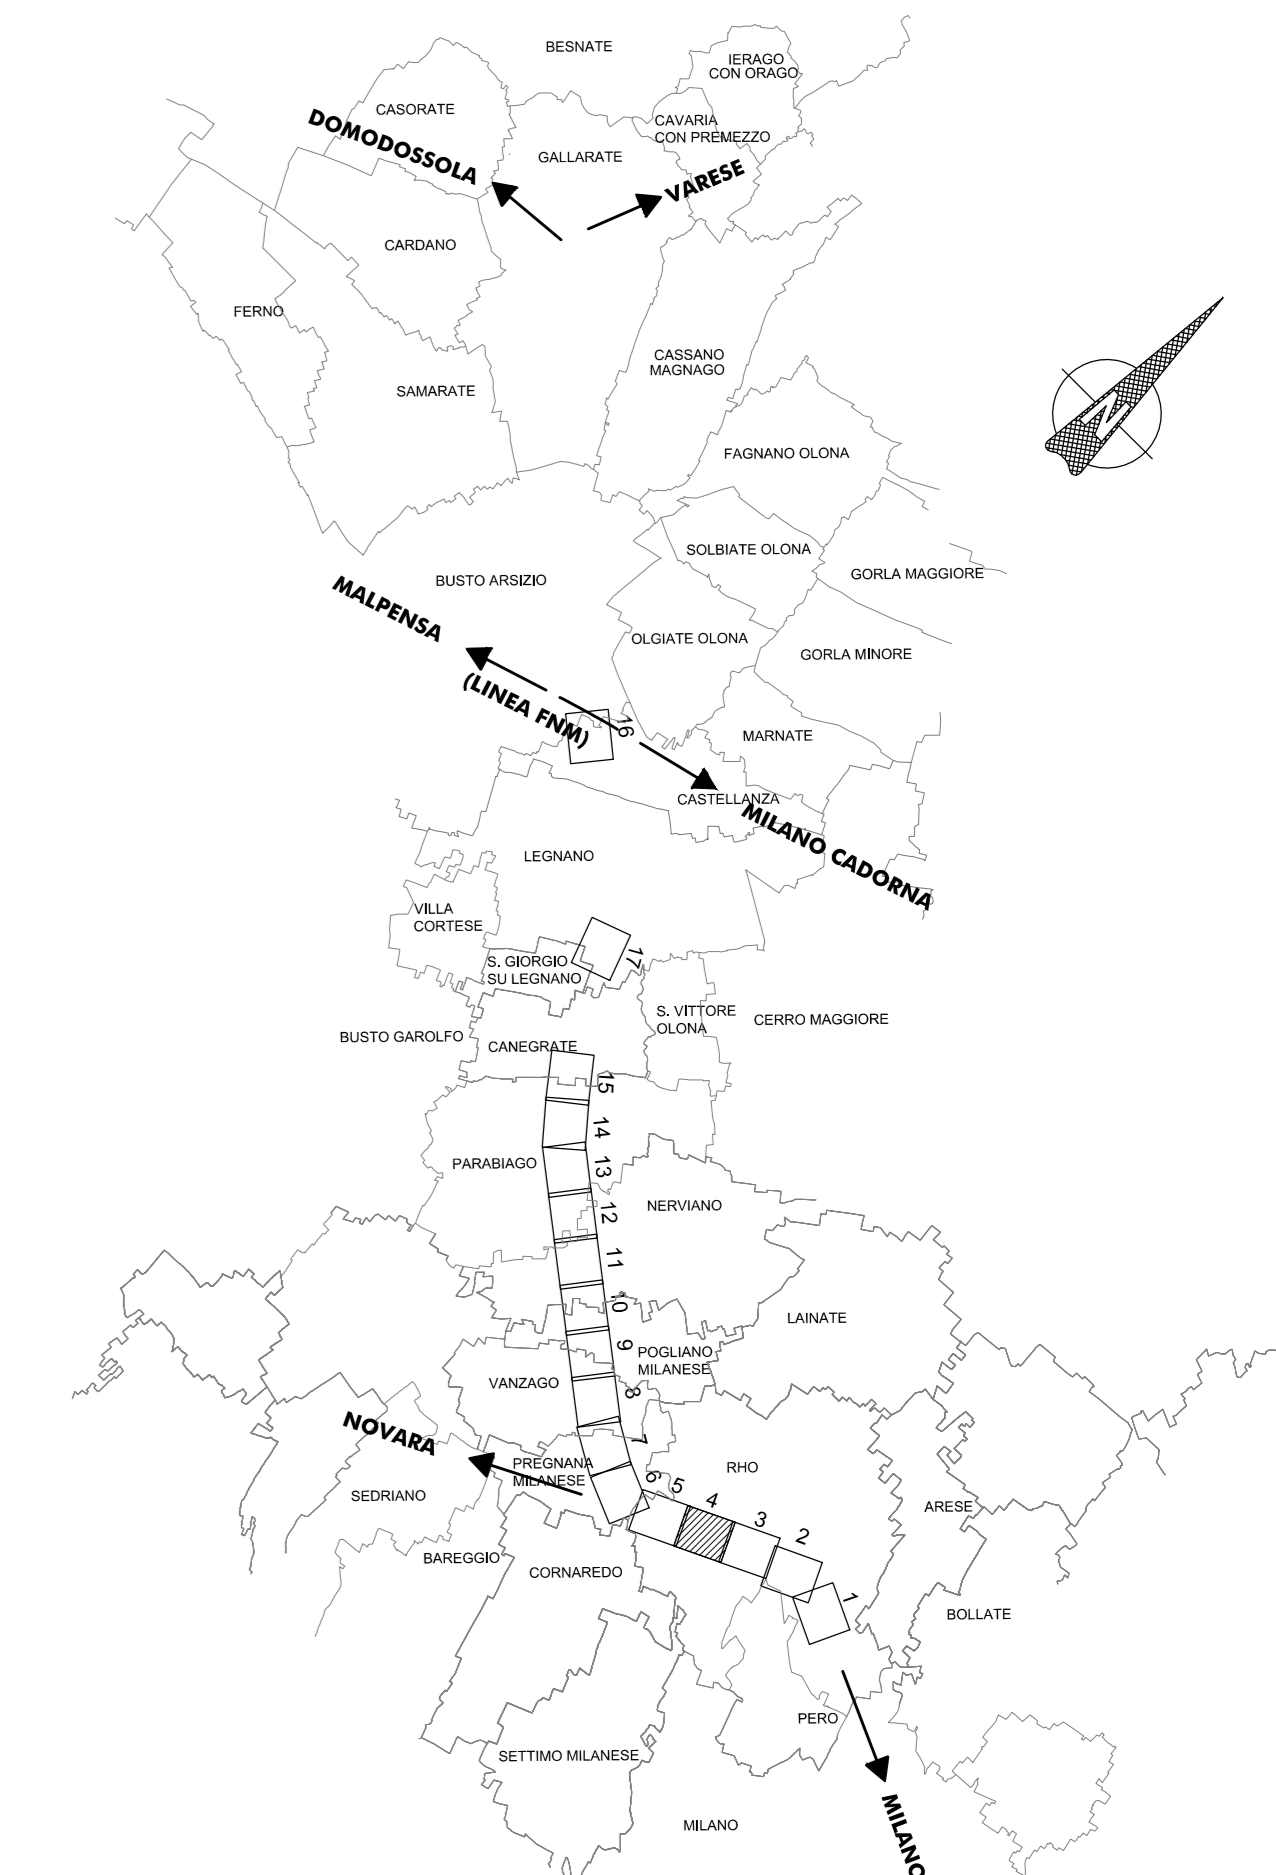 BESNATE
IERAGO
CON ORAGO
CASORATE
CAVARIA
CON PREMEZZO
DOMODOSSOLA
GALLARATE
VARESE
CARDANO
FERNO
CASSANO
MAGNAGO
SAMARATE
N
FAGNANO OLONA
SOLBIATE OLONA
GORLA MAGGIORE
BUSTO ARSIZIO
MALPENSA
OLGIATE OLONA
GORLA MINORE
(LINEA FNM)
16
MARNATE
CASTELLANZA
MILANO CADORNA
LEGNANO
VILLA
CORTESE
17
S. GIORGIO
SU LEGNANO
S. VITTORE
OLONA
CERRO MAGGIORE
BUSTO GAROLFO
CANEGRATE
15
14
PARABIAGO
13
NERVIANO
12
11
10
LAINATE
9
POGLIANO
MILANESE
VANZAGO
8
NOVARA
7
PREGNANA
MILANESE
RHO
6
5
SEDRIANO
4
ARESE
3
2
BAREGGIO
CORNAREDO
1
BOLLATE
PERO
SETTIMO MILANESE
MILANO
MILANO